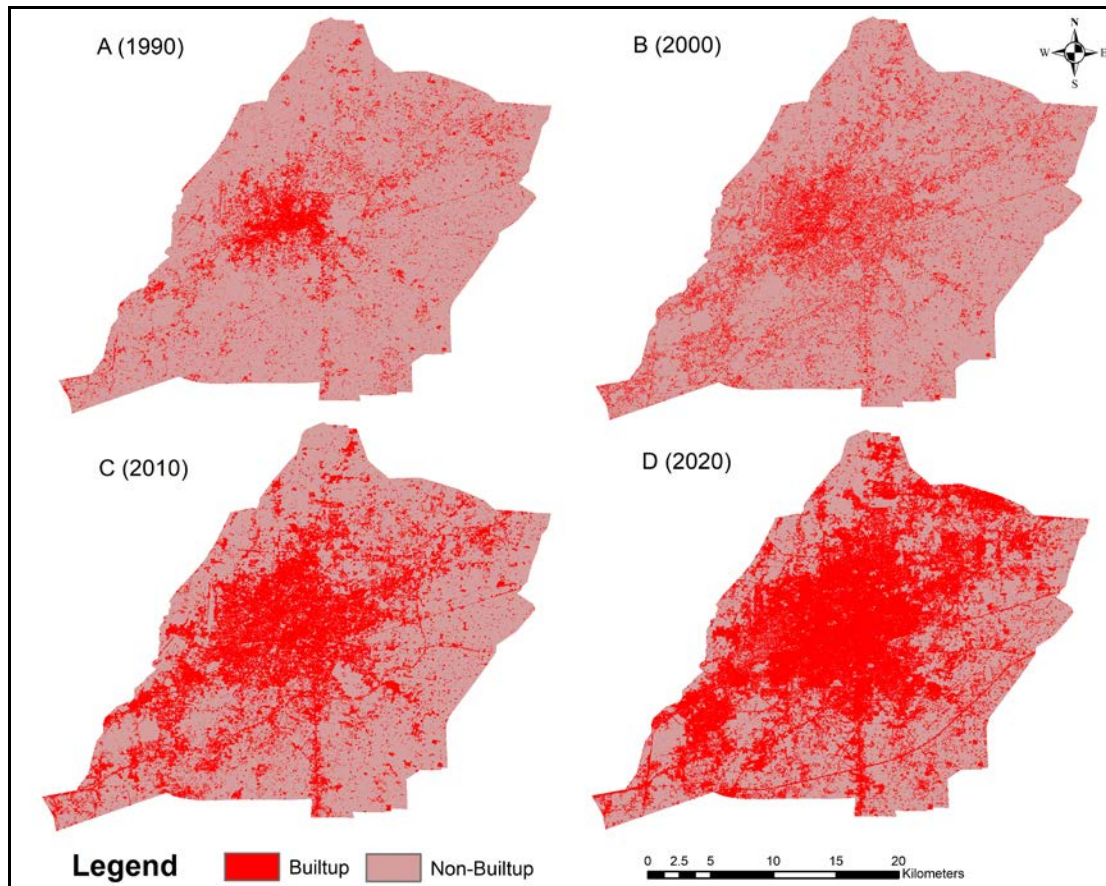 A (1990)
B (2000)
N
W E
S
C (2010)
D (2020)
Legend
Builtup
Non-Builtup
0 2.5 5 10 15 20
Kilometers